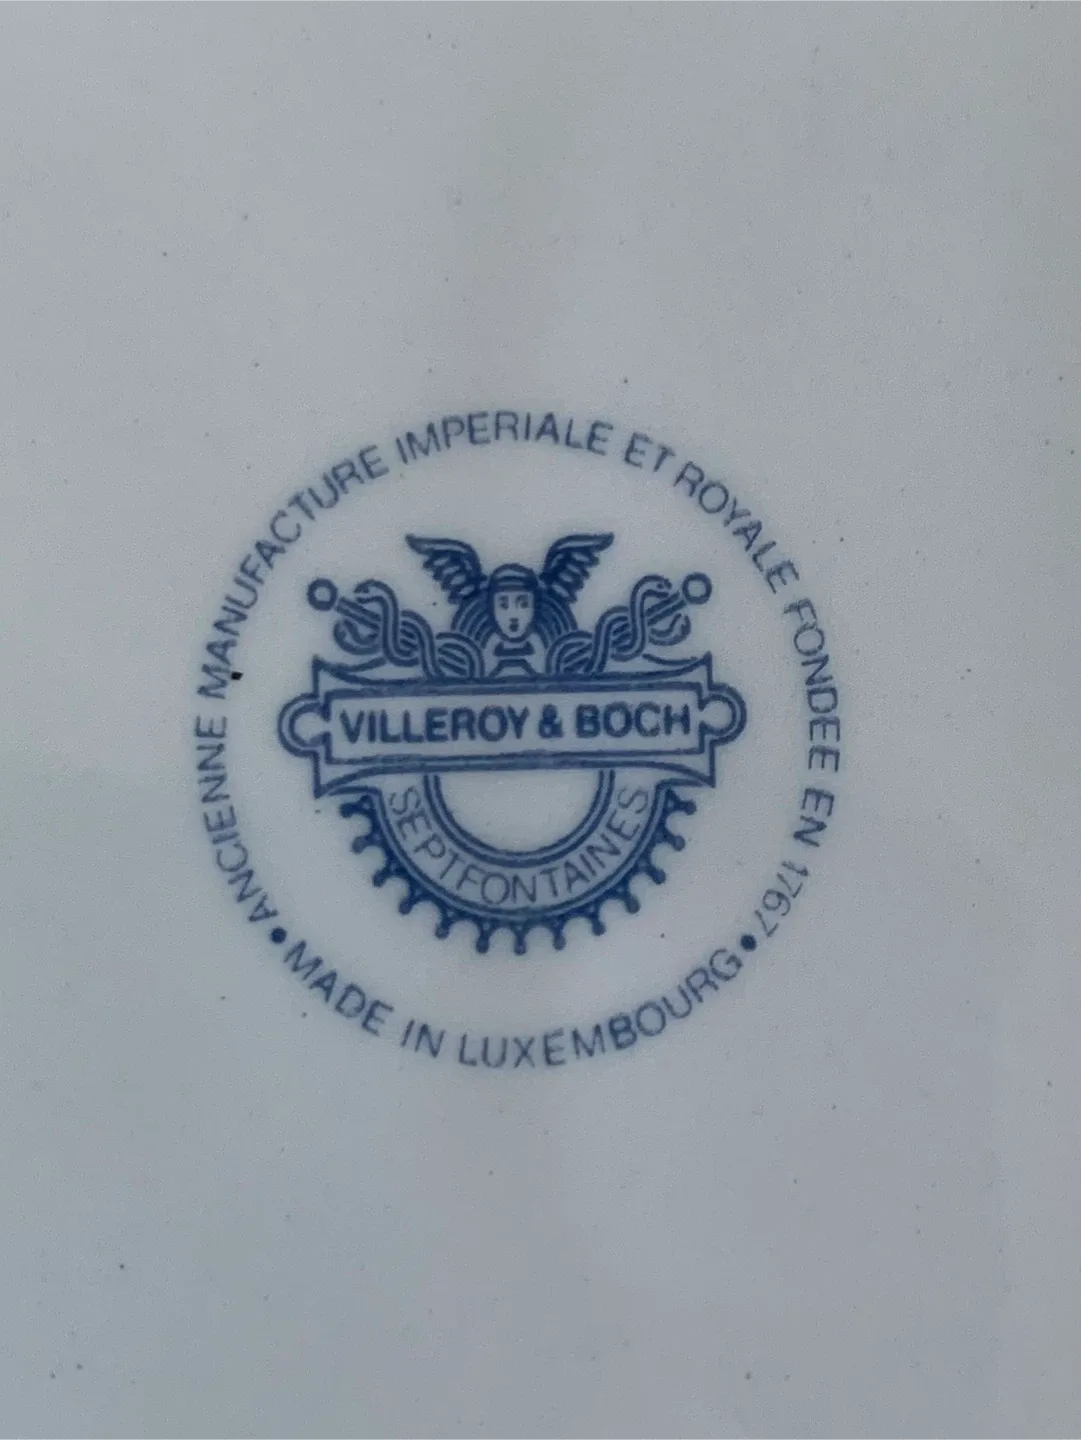 ANCIENNE MANUFACTURE IMPERIALE ET ROYALE FONDEE EN 1767
VILLEROY & BOCH
SEPTFONTAINES
• MADE IN LUXEMBOURG •